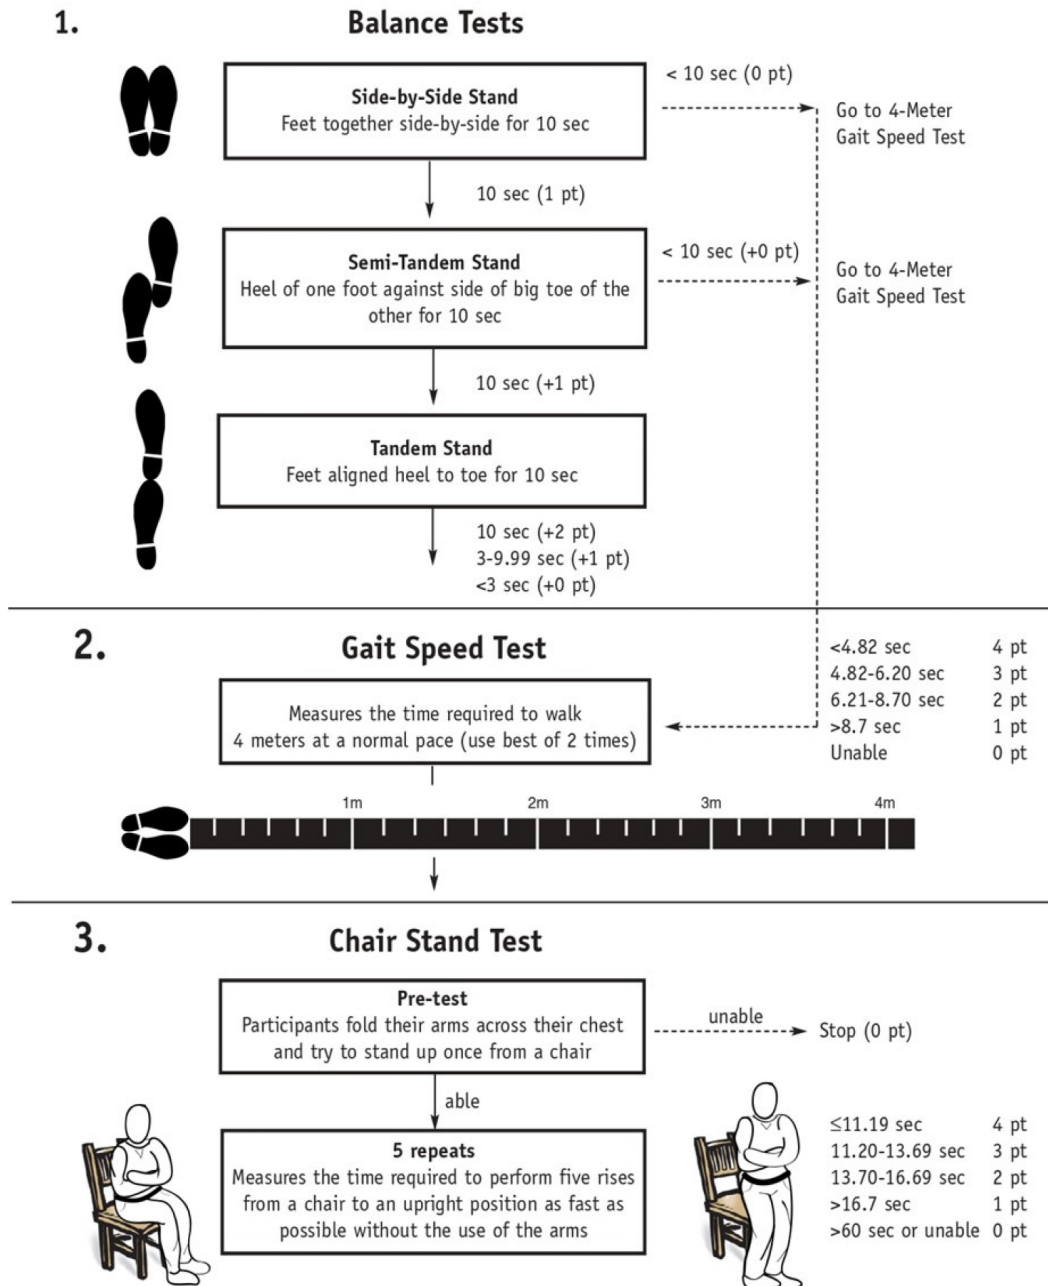 1.
Balance Tests
Side-by-Side Stand
Feet together side-by-side for 10 sec
< 10 sec (0 pt)
Go to 4-Meter
Gait Speed Test
10 sec (1 pt)
Semi-Tandem Stand
Heel of one foot against side of big toe of the
other for 10 sec
< 10 sec (+0 pt)
Go to 4-Meter
Gait Speed Test
10 sec (+1 pt)
Tandem Stand
Feet aligned heel to toe for 10 sec
10 sec (+2 pt)
3-9.99 sec (+1 pt)
<3 sec (+0 pt)
2.
Gait Speed Test
Measures the time required to walk
4 meters at a normal pace (use best of 2 times)
<4.82 sec 4 pt
4.82-6.20 sec 3 pt
6.21-8.70 sec 2 pt
>8.7 sec 1 pt
Unable 0 pt
1m 2m 3m 4m
3.
Chair Stand Test
Pre-test
Participants fold their arms across their chest
and try to stand up once from a chair
unable
Stop (0 pt)
able
5 repeats
Measures the time required to perform five rises
from a chair to an upright position as fast as
possible without the use of the arms
≤11.19 sec 4 pt
11.20-13.69 sec 3 pt
13.70-16.69 sec 2 pt
>16.7 sec 1 pt
>60 sec or unable 0 pt